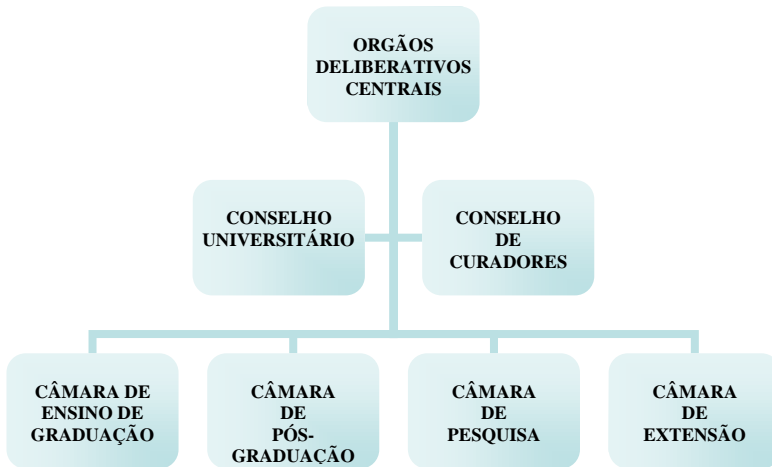 ORGÃOS
DELIBERATIVOS
CENTRAIS
CONSELHO
UNIVERSITÁRIO
CONSELHO
DE
CURADORES
CÂMARA DE
ENSINO DE
GRADUAÇÃO
CÂMARA
DE
PÓS-
GRADUAÇÃO
CÂMARA
DE
PESQUISA
CÂMARA
DE
EXTENSÃO